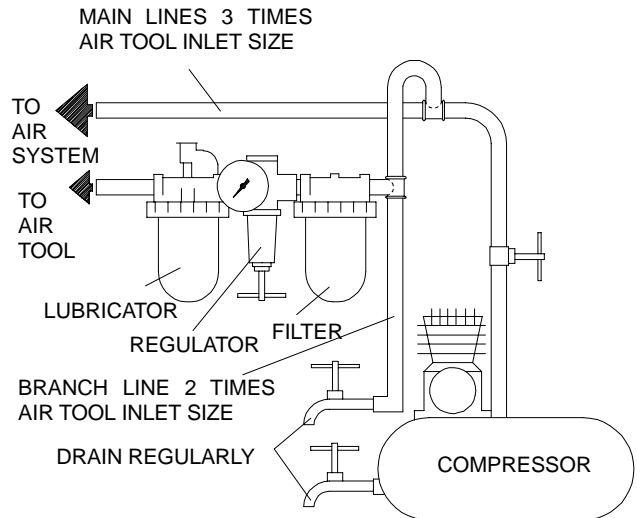 MAIN LINES 3 TIMES
AIR TOOL INLET SIZE
TO
AIR
SYSTEM
TO
AIR
TOOL
LUBRICATOR
REGULATOR
FILTER
BRANCH LINE 2 TIMES
AIR TOOL INLET SIZE
DRAIN REGULARLY
COMPRESSOR